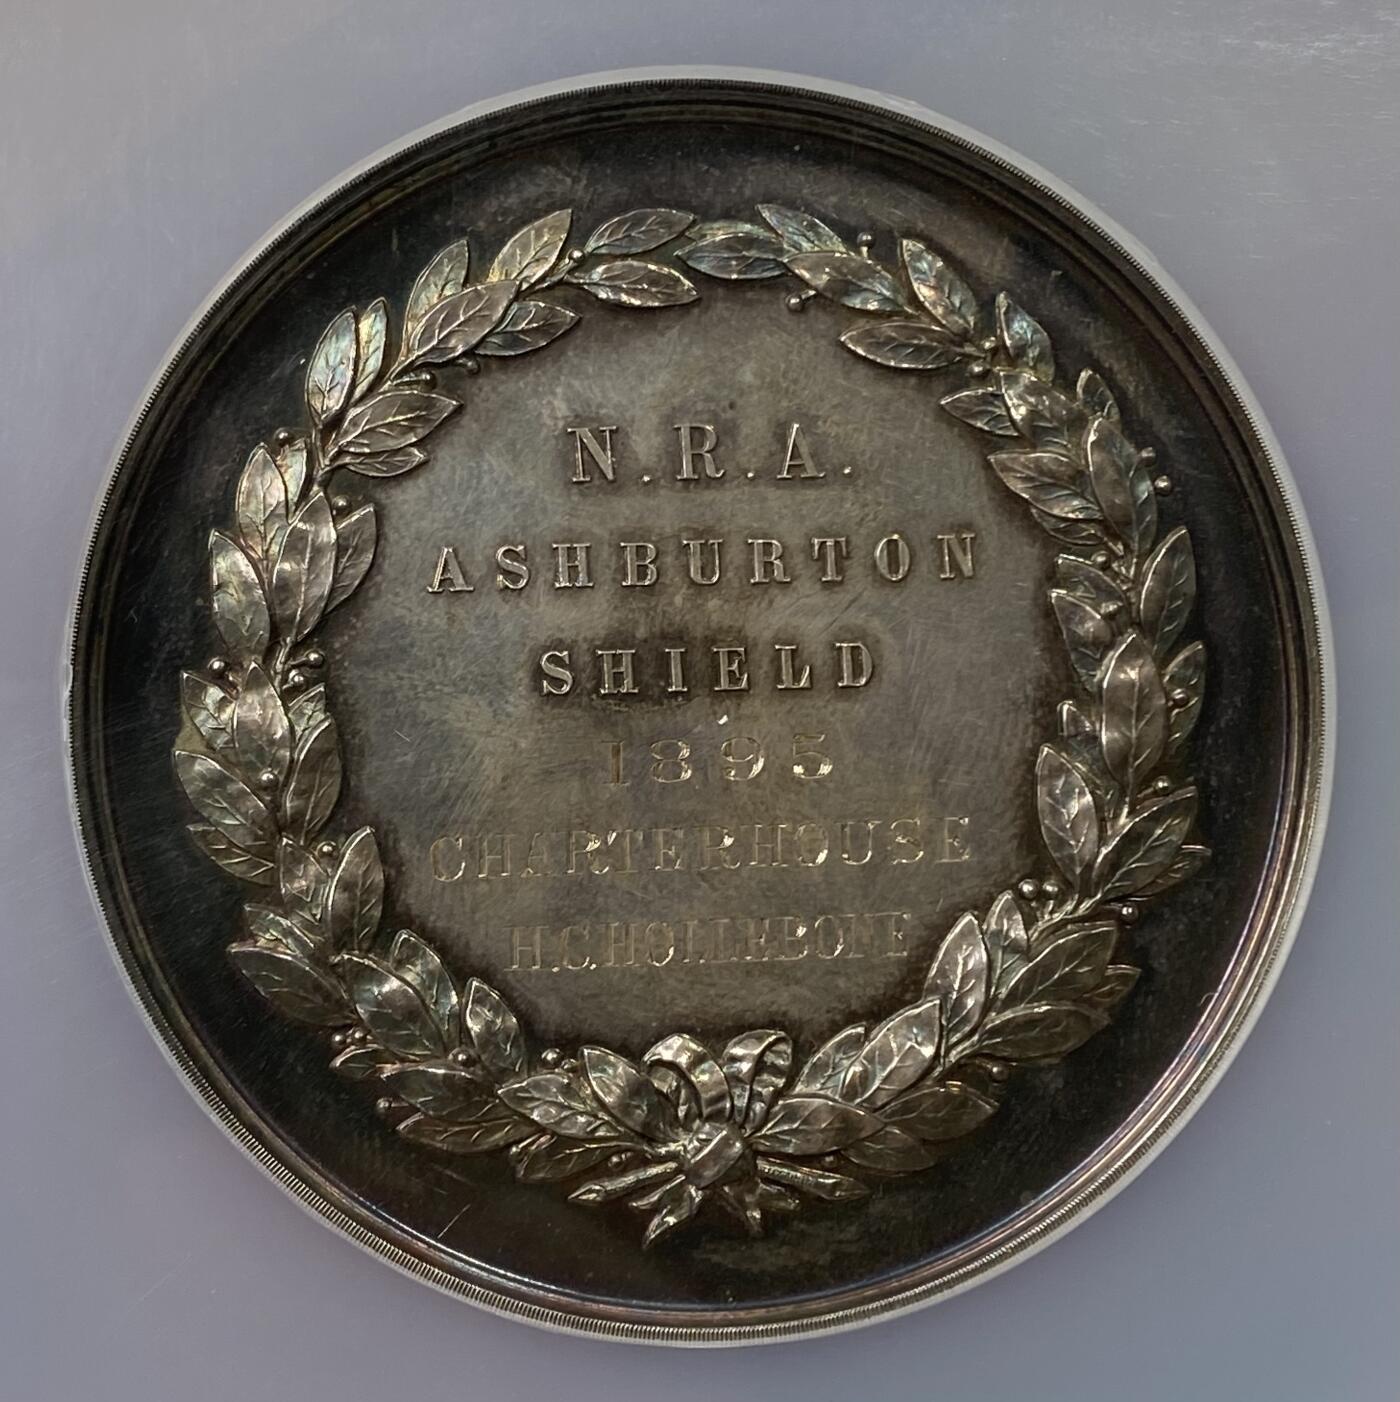 N.R.A.
ASHBURTON
SHIELD
1895
CHARTERHOUSE
H.C.HOLLEBONE